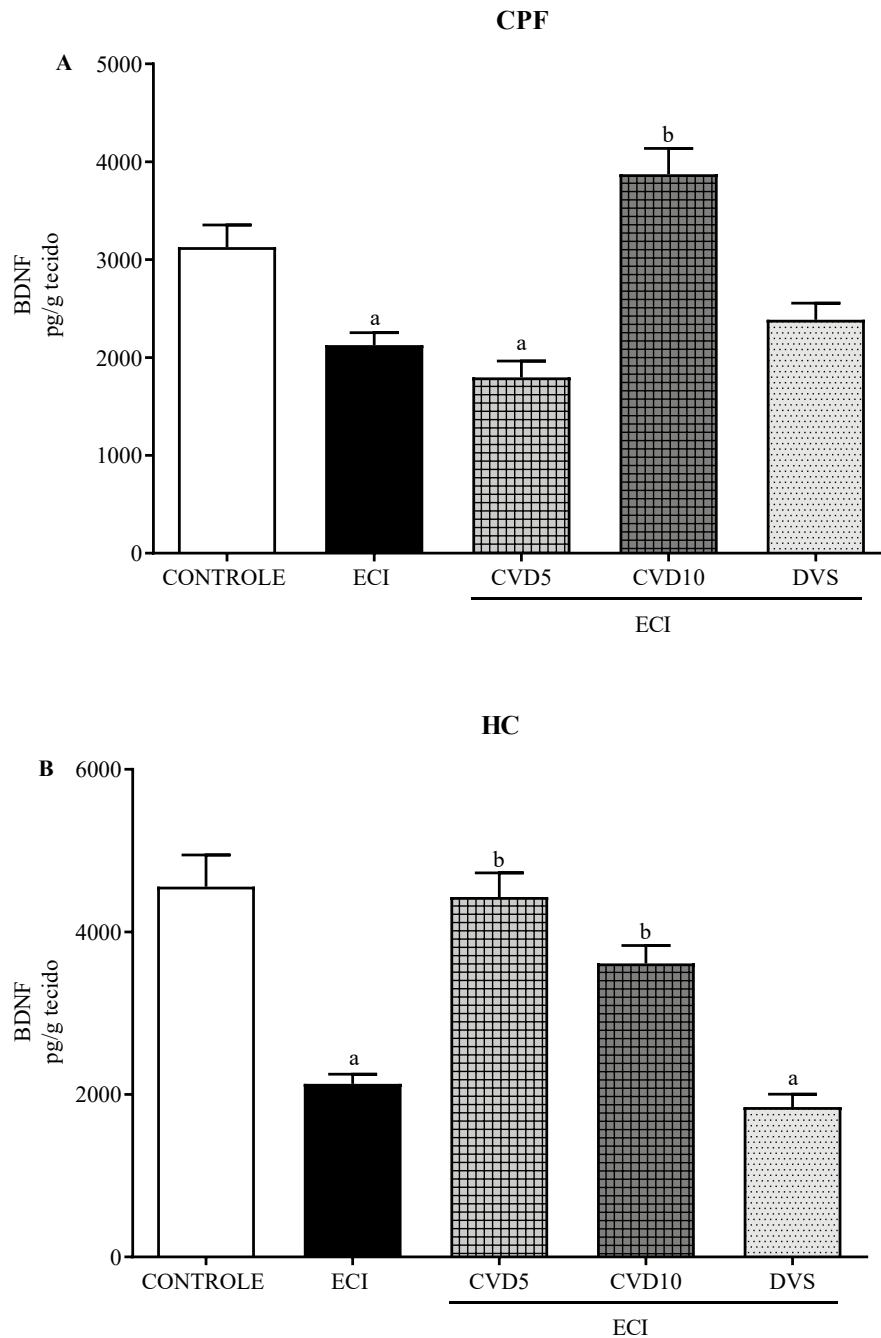 CPF
A
5000
4000
3000
2000
1000
0
BDNF
pg/g tecido
a
a
b
CONTROLE ECI CVD5 CVD10 DVS
ECI
HC
B
6000
4000
2000
0
BDNF
pg/g tecido
a
b
b
a
CONTROLE ECI CVD5 CVD10 DVS
ECI